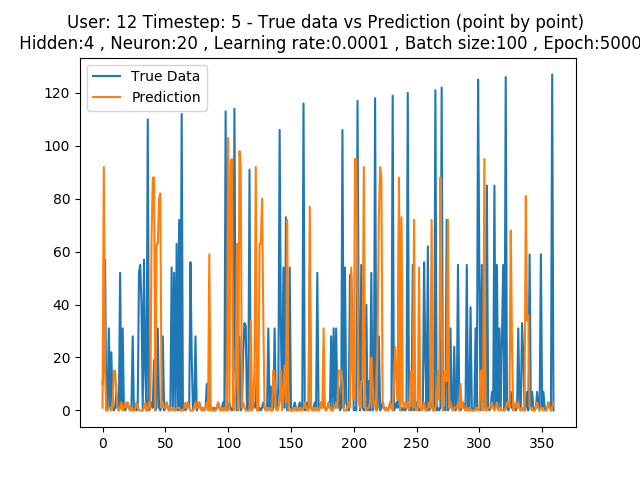 User: 12 Timestep: 5 - True data vs Prediction (point by point)
Hidden:4 , Neuron:20 , Learning rate:0.0001 , Batch size:100 , Epoch:5000
True Data
Prediction
120
100
80
60
40
20
0
0 50 100 150 200 250 300 350